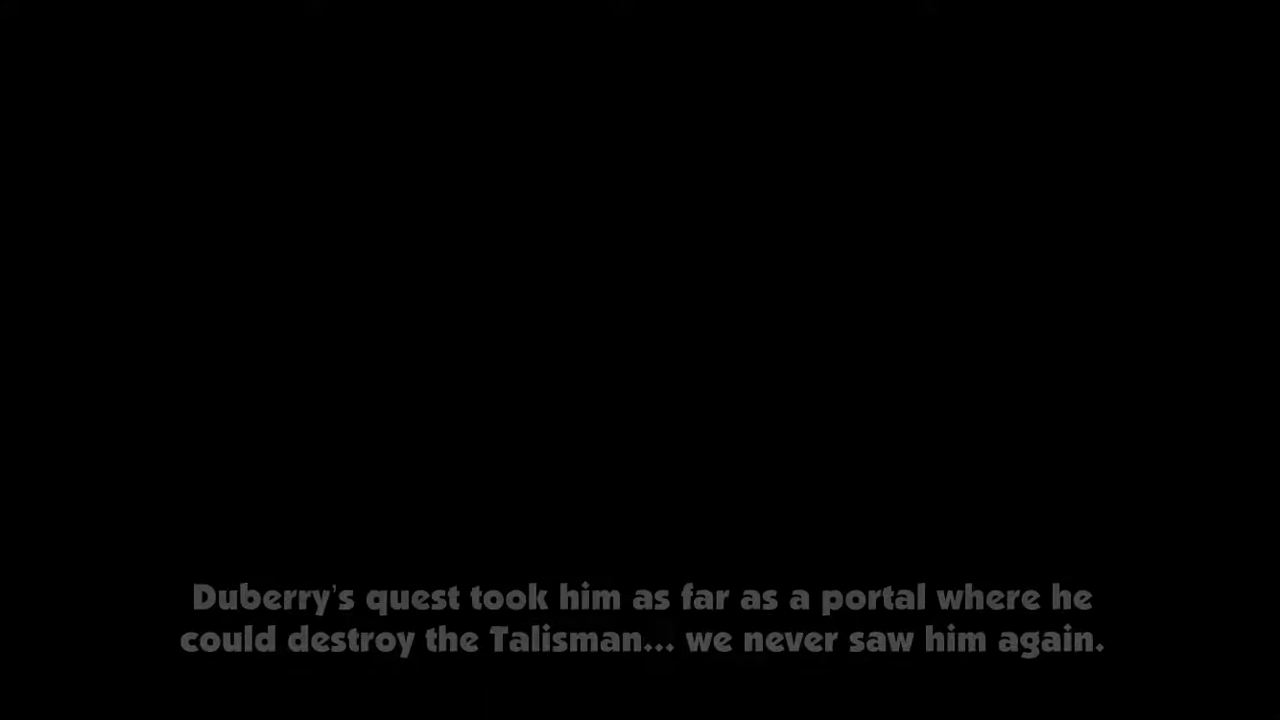 Duberry's quest took him as far as a portal where he
could destroy the Talisman... we never saw him again.